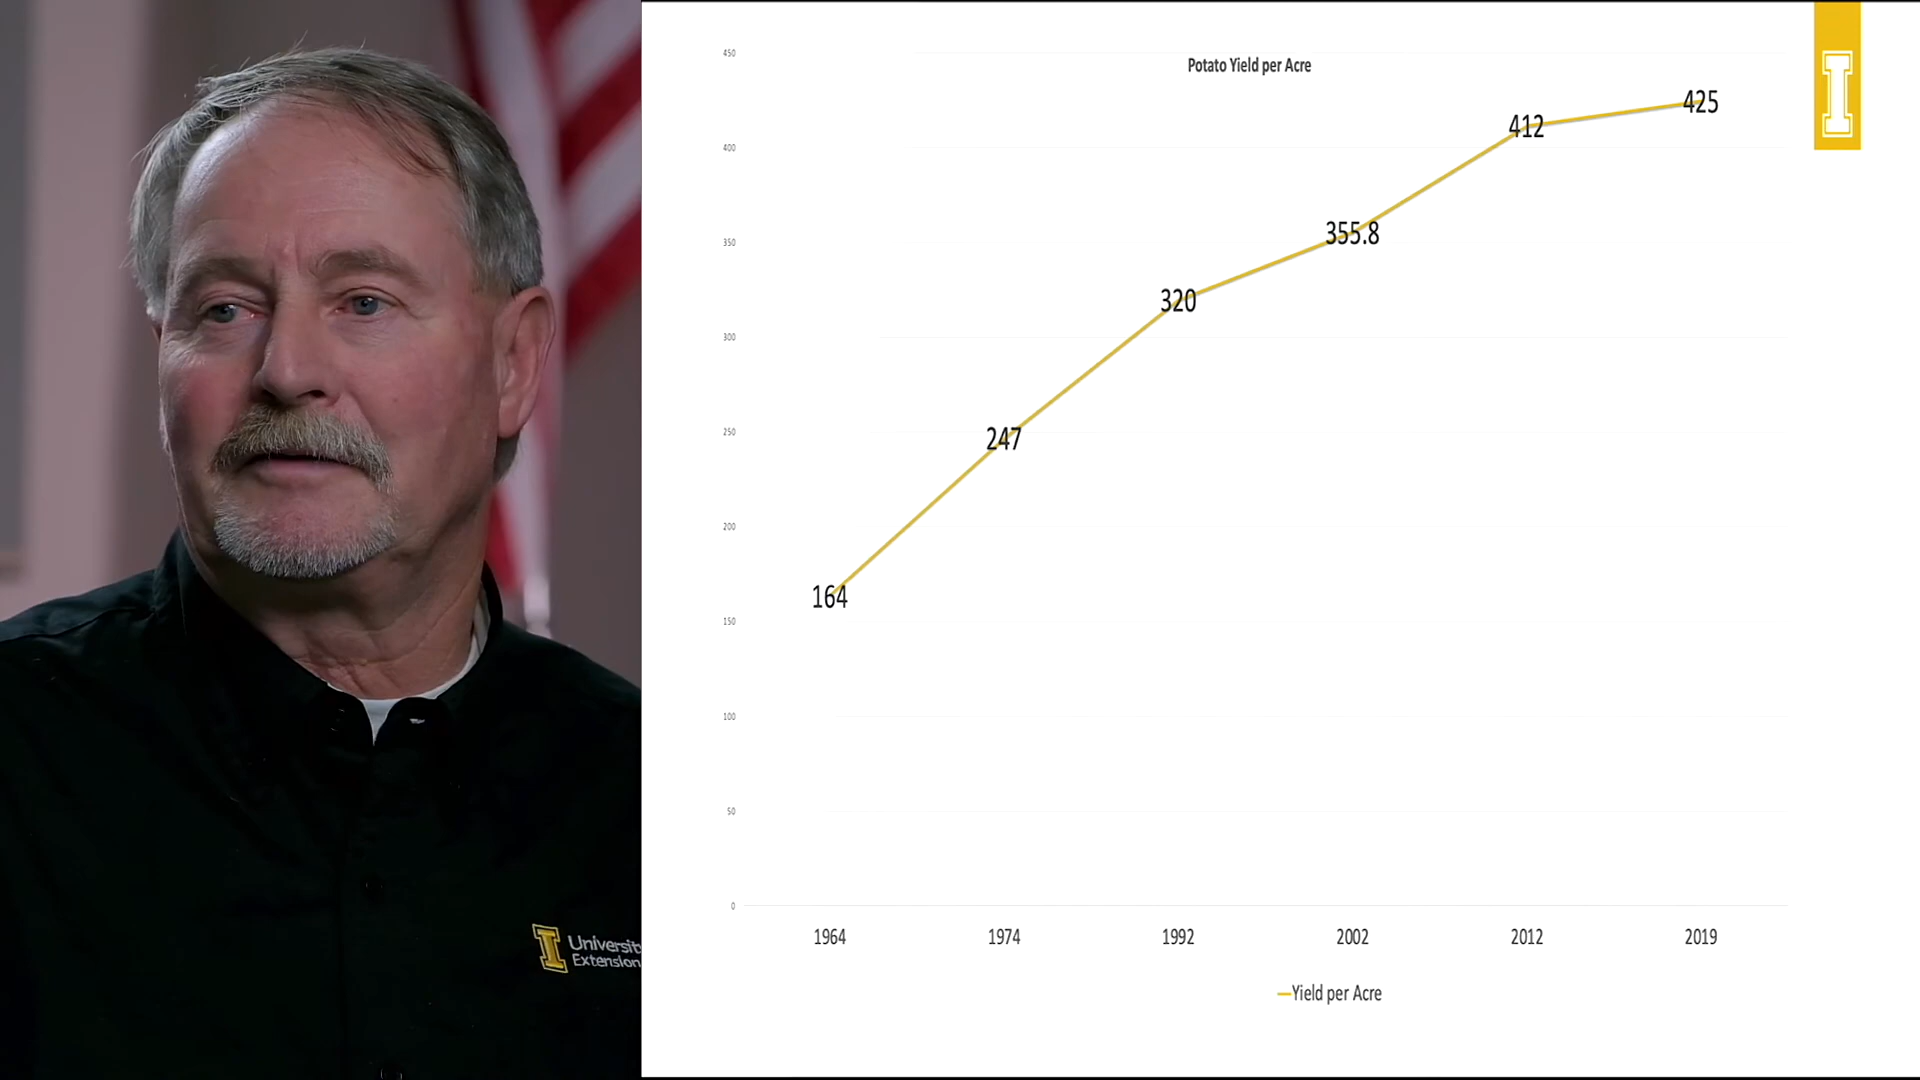 Potato Yield per Acre
450
400
350
300
250
200
150
100
50
0
164
247
320
355.8
412
425
1964 1974 1992 2002 2012 2019
Yield per Acre
I
I
Universit
Extension